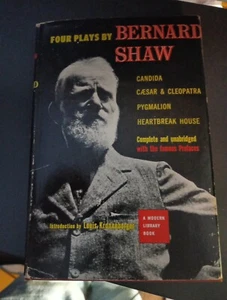 FOUR PLAYS BY BERNARD
SHAW
CANDIDA
CÆSAR & CLEOPATRA
PYGMALION
HEARTBREAK HOUSE
Complete and unabridged
with the famous Prefaces
Introduction by Louis Kronenberger
A MODERN
LIBRARY
BOOK